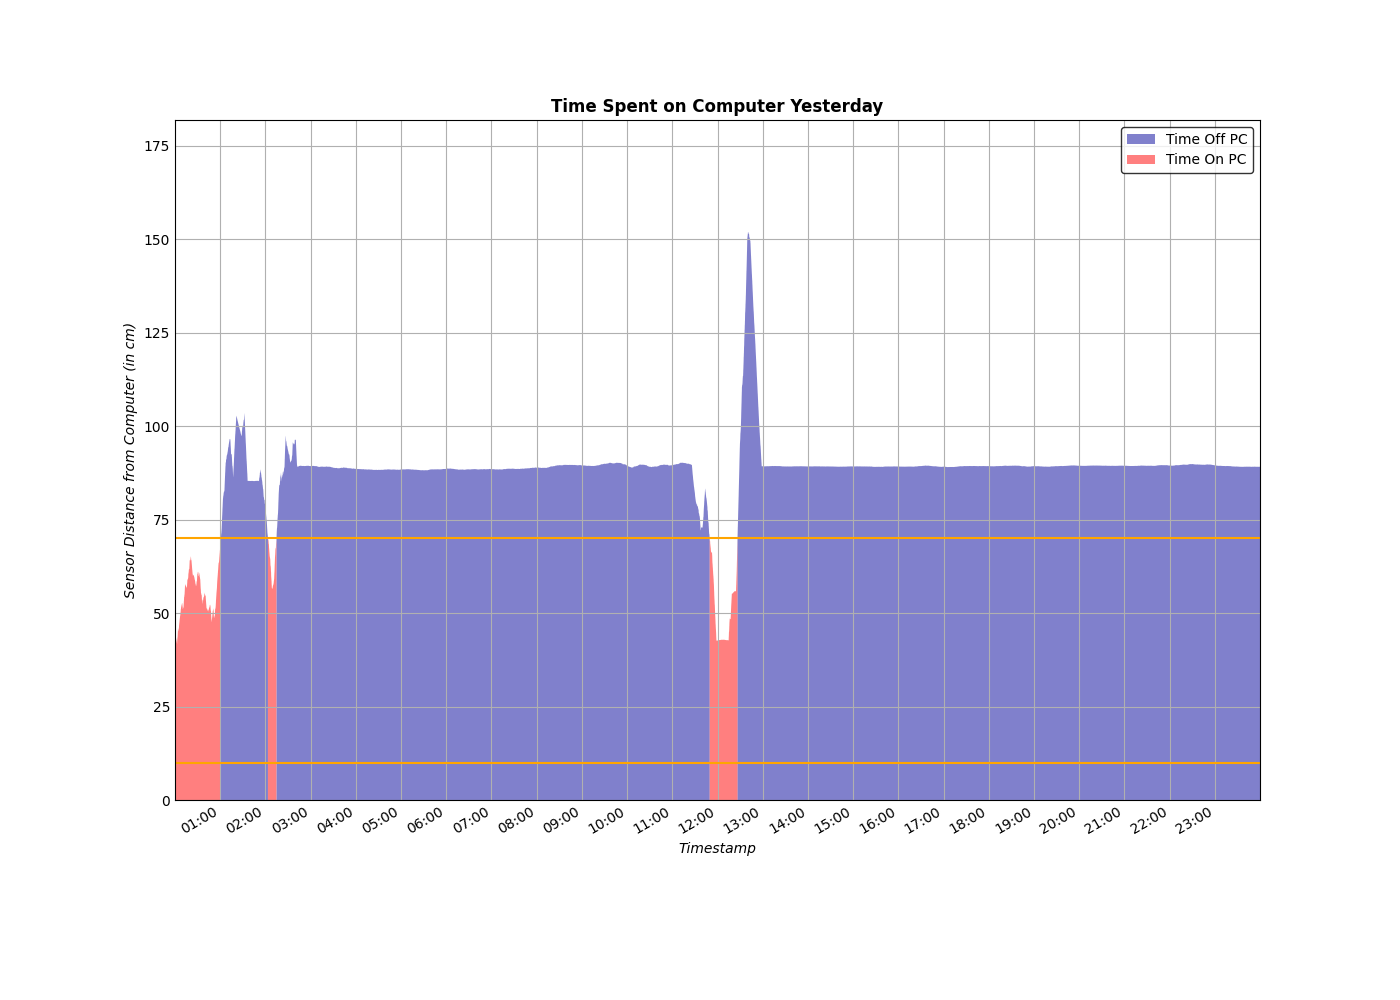 Time Spent on Computer Yesterday
Time Off PC
Time On PC
Sensor Distance from Computer (in cm)
175
150
125
100
75
50
25
0
01:00 02:00 03:00 04:00 05:00 06:00 07:00 08:00 09:00 10:00 11:00 12:00 13:00 14:00 15:00 16:00 17:00 18:00 19:00 20:00 21:00 22:00 23:00
Timestamp